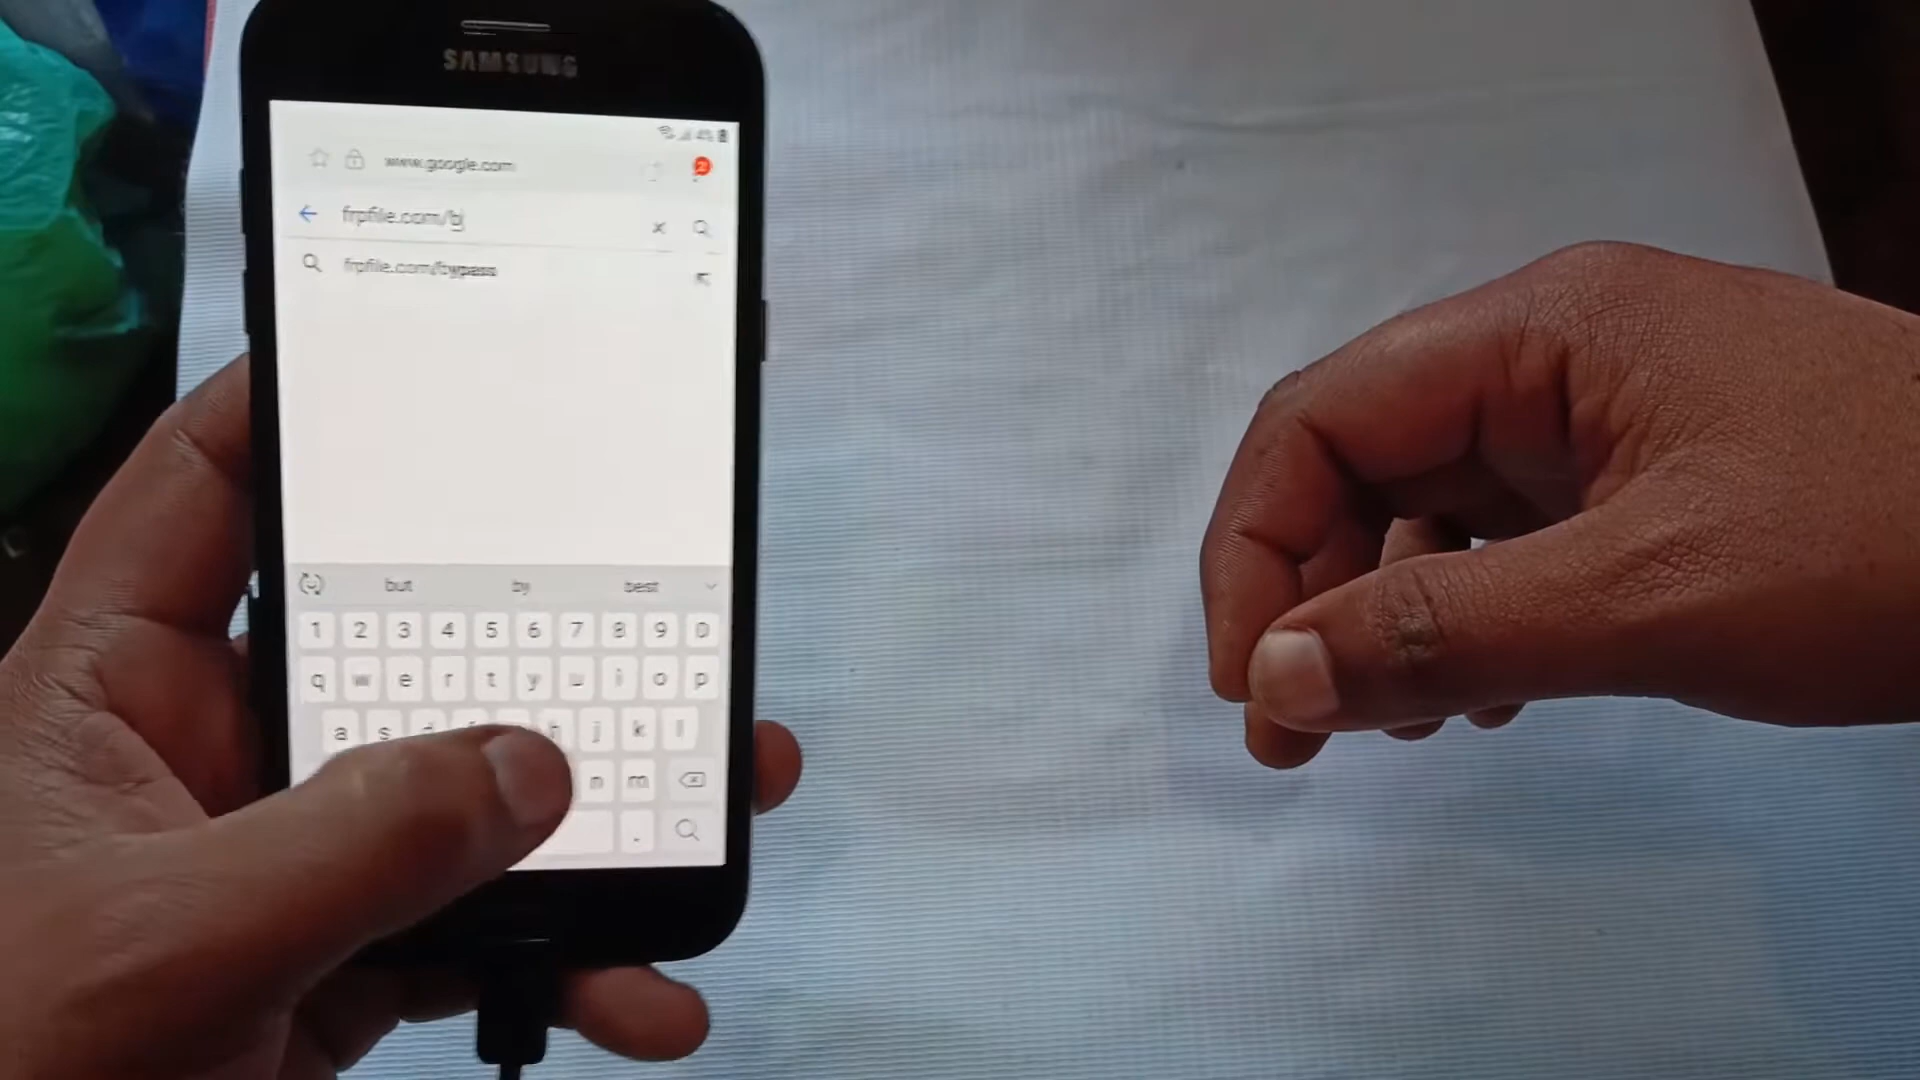 SAMSUNG
4%
www.google.com
frpfile.com/b
frpfile.com/bypass
but by best
1 2 3 4 5 6 7 8 9 0
q w e r t y u i o p
a s d f h j k l
n m
.